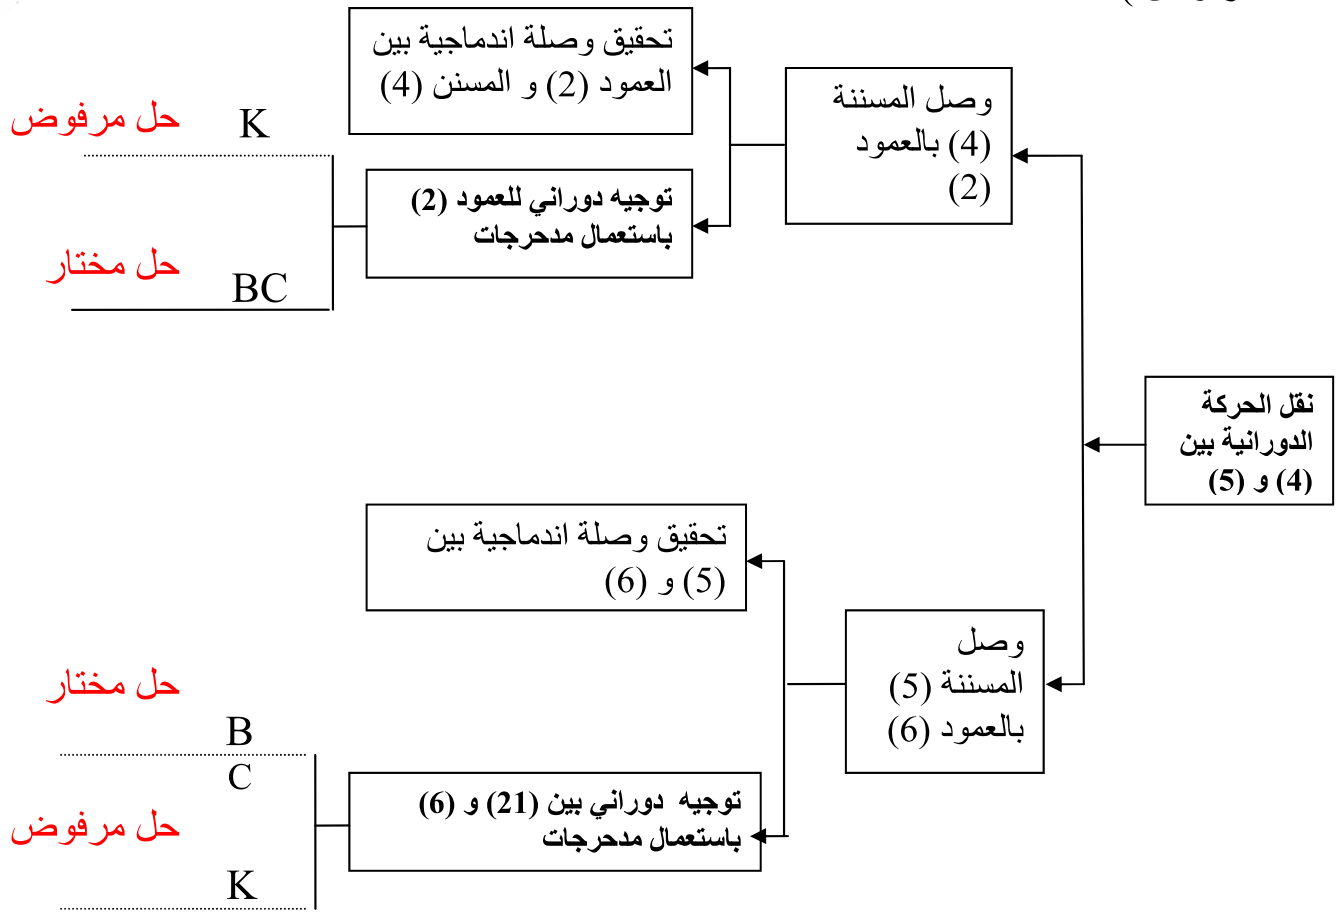 تحقيق وصلة اندماجية بين
العمود (2) و المسنن (4)
وصل المسننة
(4) بالعمود
(2)
حل مرفوض
K
توجيه دوراني للعمود (2)
باستعمال مدحرجات
حل مختار
BC
نقل الحركة
الدورانية بين
(4) و (5)
تحقيق وصلة اندماجية بين
(5) و (6)
وصل
المسننة (5)
بالعمود (6)
حل مختار
B
C
توجيه دوراني بين (21) و (6)
باستعمال مدحرجات
حل مرفوض
K